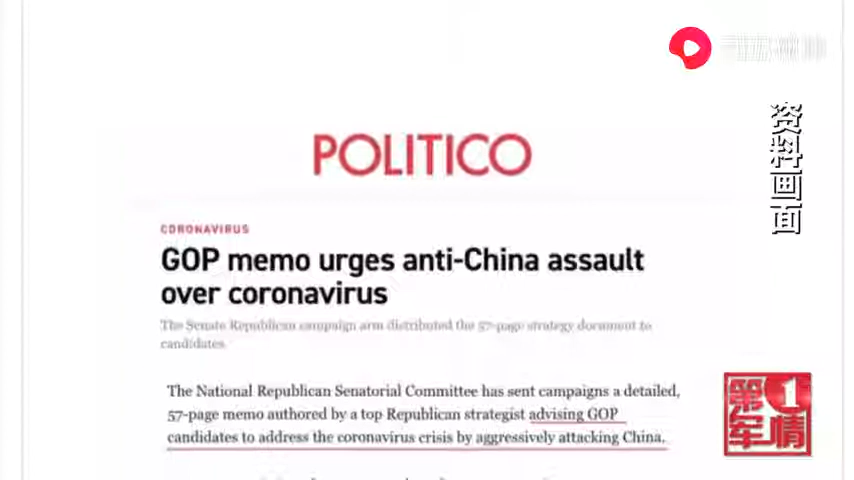 资料画面
POLITICO
CORONAVIRUS
GOP memo urges anti-China assault
over coronavirus
The Senate Republican campaign arm distributed the 57-page strategy document to
candidates.
The National Republican Senatorial Committee has sent campaigns a detailed,
57-page memo authored by a top Republican strategist advising GOP
candidates to address the coronavirus crisis by aggressively attacking China.
第1
军情